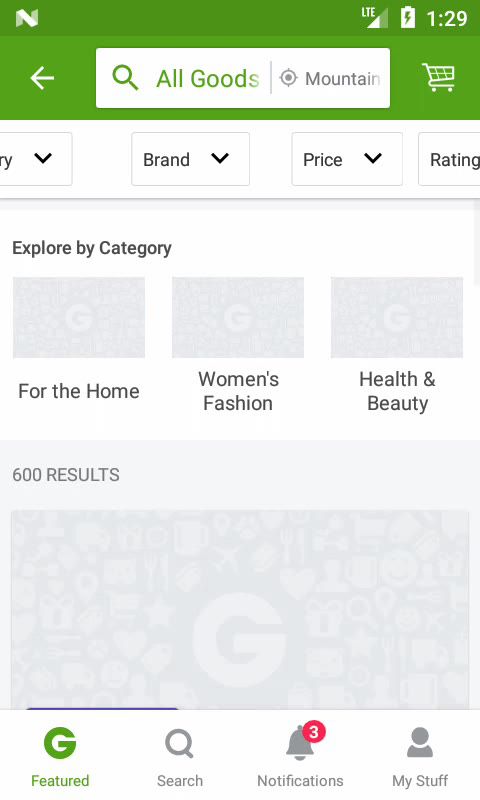 LTE 1:29
All Goods Mountain
ry Brand Price Rating
Explore by Category
For the Home
Women's
Fashion
Health &
Beauty
600 RESULTS
G
3
Featured Search Notifications My Stuff